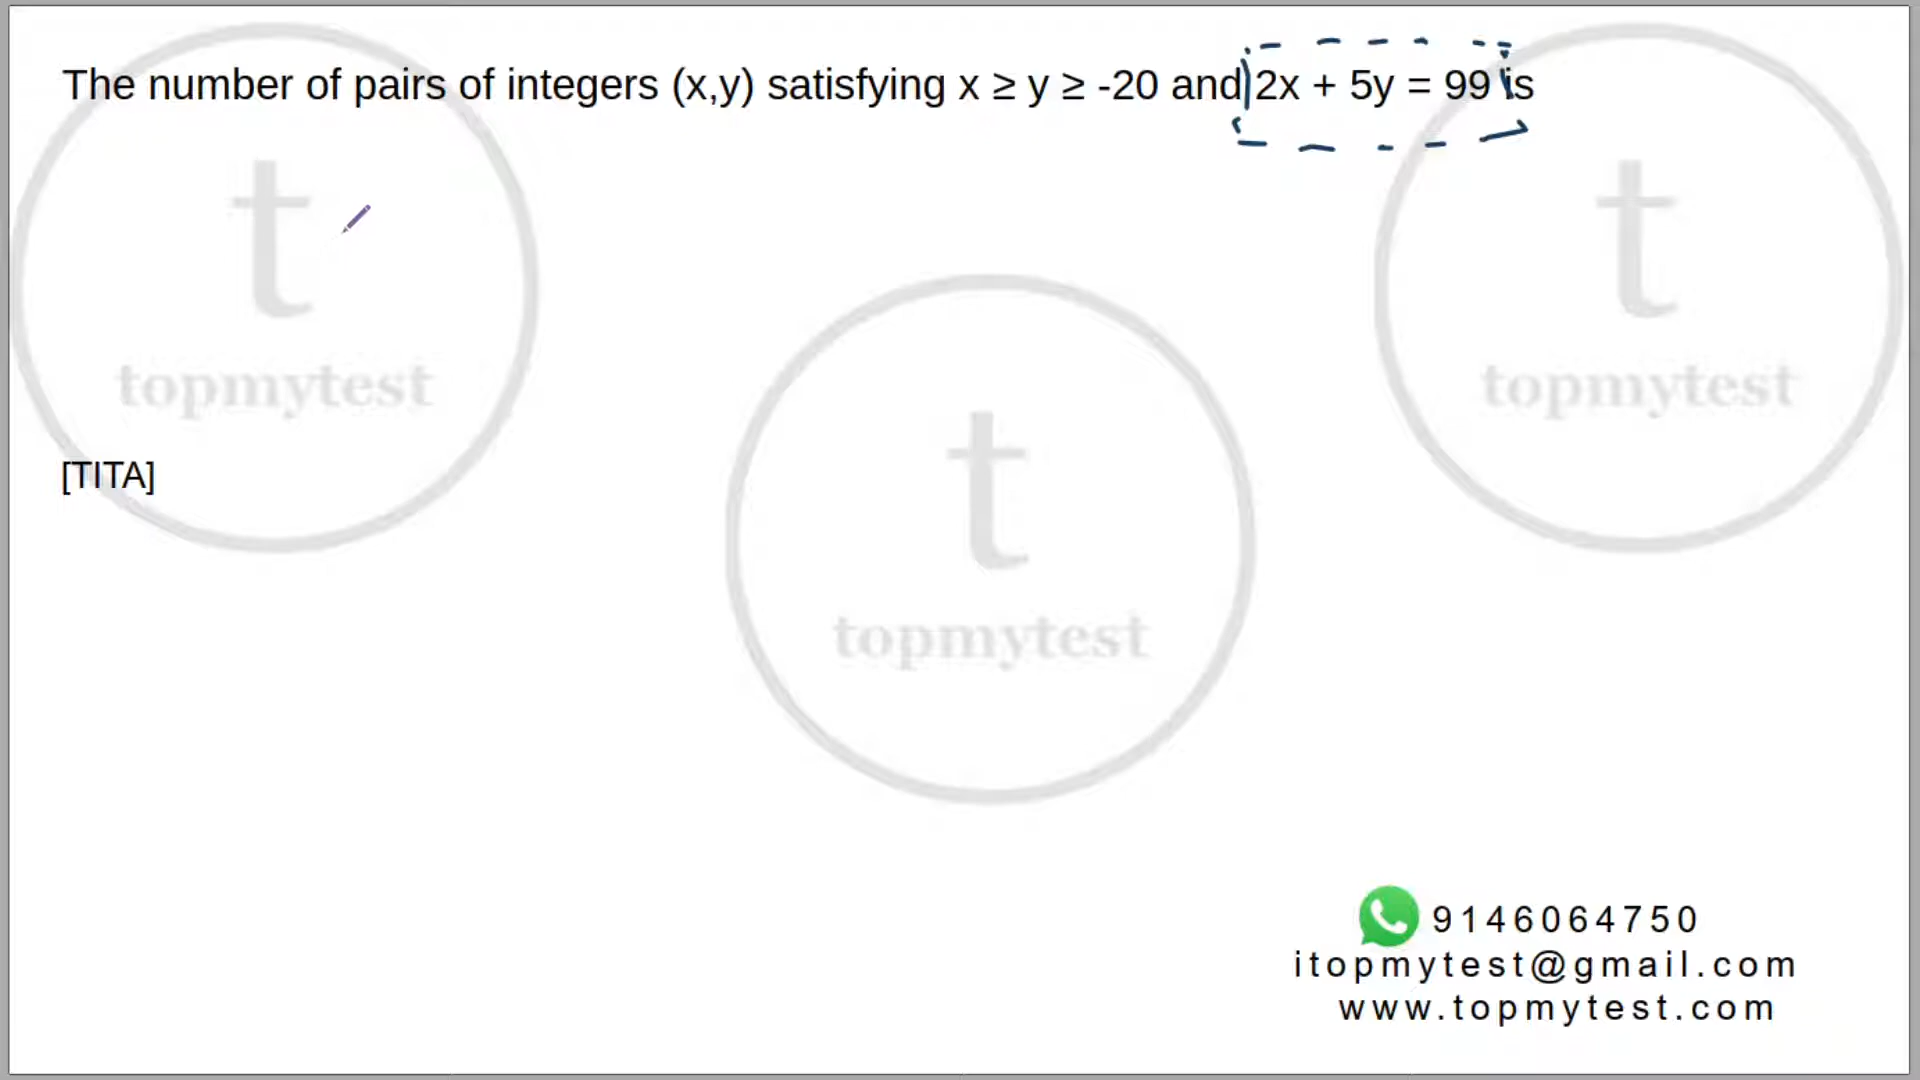 The number of pairs of integers (x,y) satisfying x ≥ y ≥ -20 and 2x + 5y = 99 is
t
topmytest
t
topmytest
t
topmytest
[TITA]
9146064750
itopmytest@gmail.com
www.topmytest.com